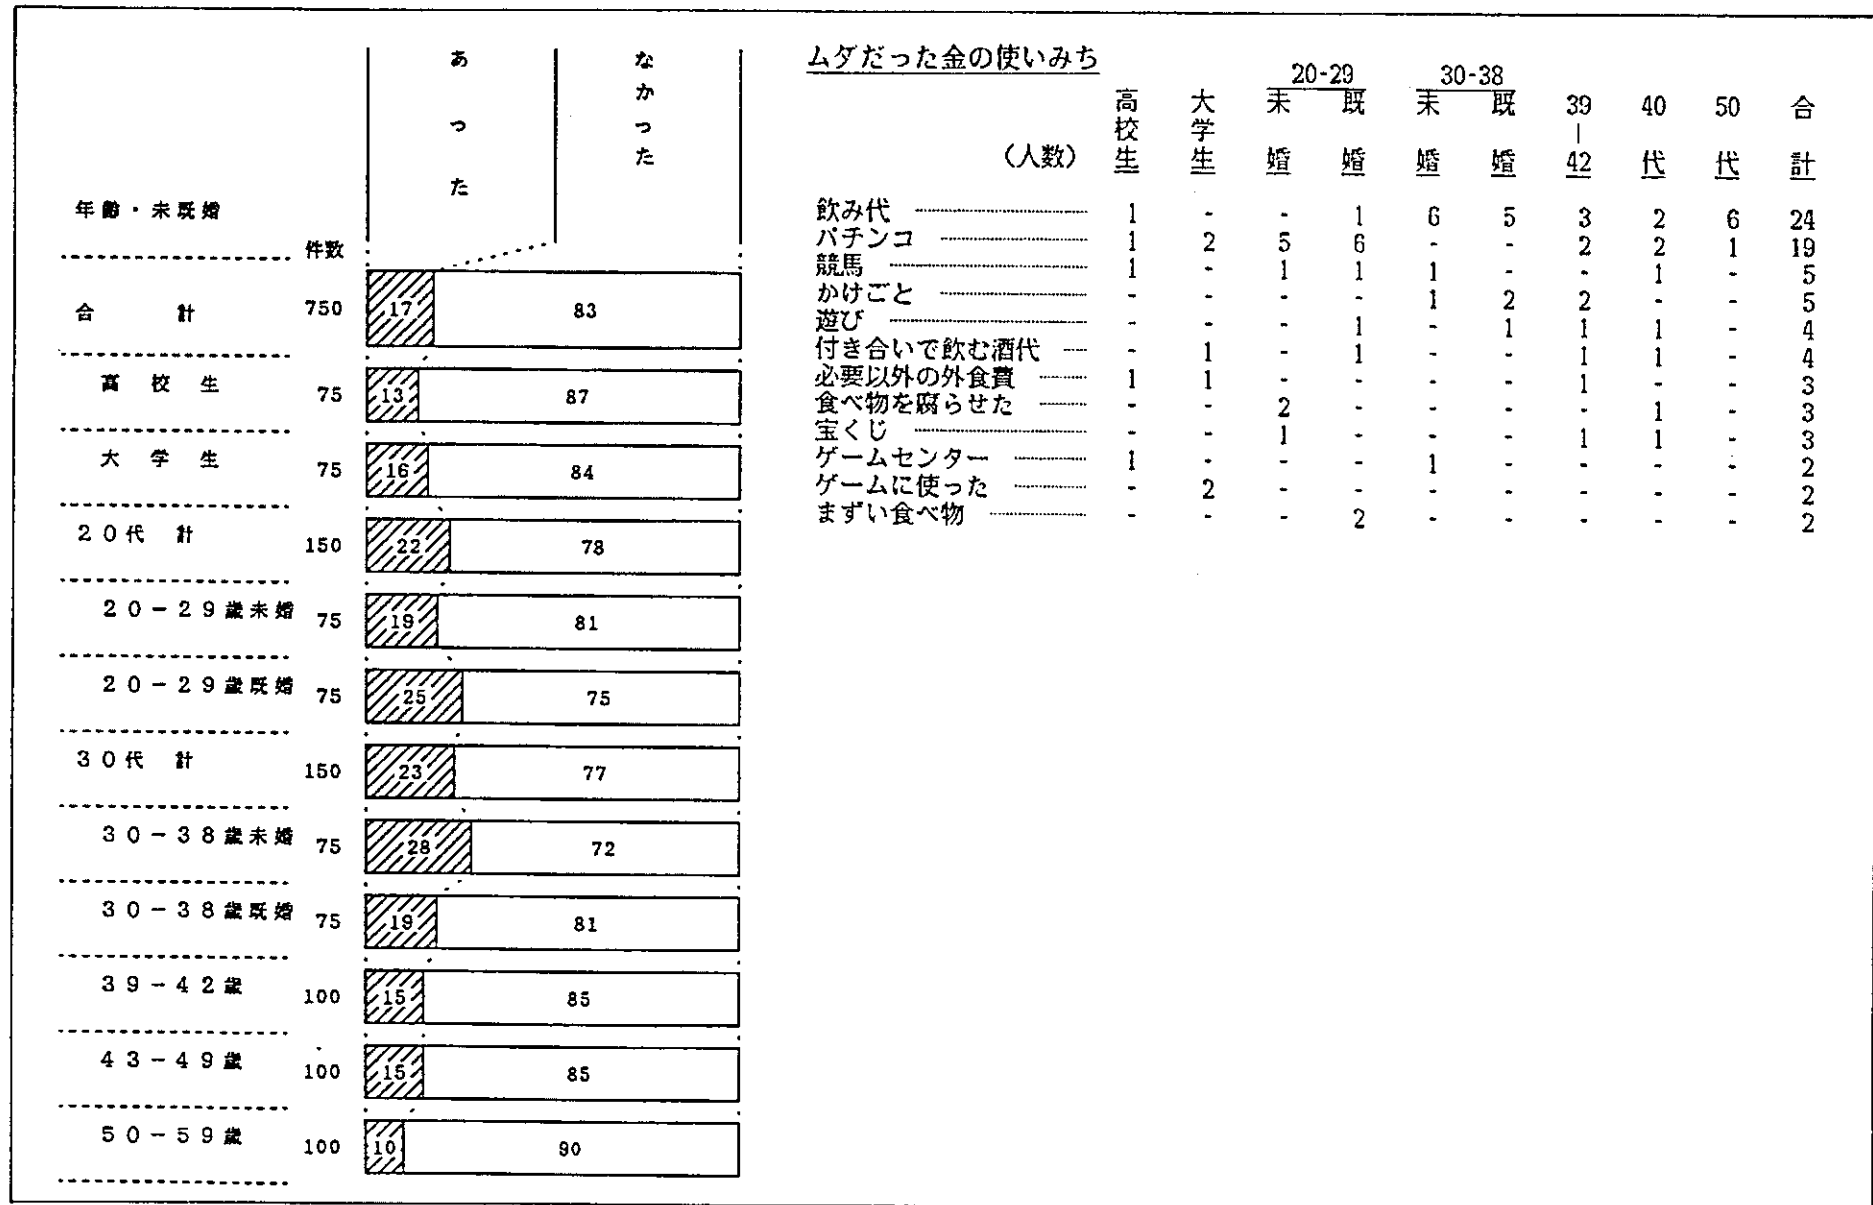 あった
なかった
年齢・未既婚
件数
合計 750 17 83
高校生 75 13 87
大学生 75 16 84
20代 計 150 22 78
20-29歳未婚 75 19 81
20-29歳既婚 75 25 75
30代 計 150 23 77
30-38歳未婚 75 28 72
30-38歳既婚 75 19 81
39-42歳 100 15 85
43-49歳 100 15 85
50-59歳 100 10 90
ムダだった金の使いみち
20-29 30-38
(人数) 高校生 大学生 未婚 既婚 未婚 既婚 39-42 40代 50代 合計
飲み代 1 - - 1 6 5 3 2 6 24
パチンコ 1 2 5 6 - - 2 2 1 19
競馬 1 - 1 1 1 - - 1 - 5
かけごと - - - - 1 2 2 - - 5
遊び - - - 1 - 1 1 1 - 4
付き合いで飲む酒代 - 1 - 1 - - 1 1 - 4
必要以外の外食費 1 1 - - - - 1 - - 3
食べ物を腐らせた - - 2 - - - - 1 - 3
宝くじ - - 1 - - - 1 1 - 3
ゲームセンター 1 - - - 1 - - - - 2
ゲームに使った - 2 - - - - - - - 2
まずい食べ物 - - - 2 - - - - - 2